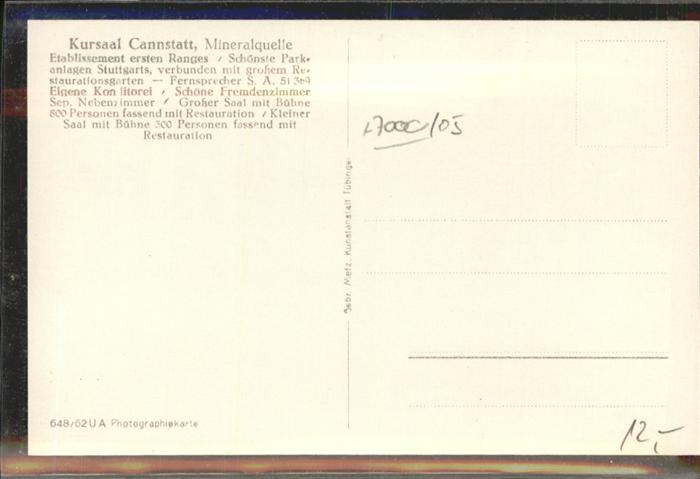 Kursaal Cannstatt, Mineralquelle
Etablissement ersten Ranges / Schönste Park-
anlagen Stuttgarts, verbunden mit großem Re-
staurationsgarten — Fernsprecher S. A. 51 369
Eigene Konditorei / Schöne Fremdenzimmer
Sep. Nebenzimmer / Großer Saal mit Bühne
800 Personen fassend mit Restauration / Kleiner
Saal mit Bühne 300 Personen fassend mit
Restauration
Gebr. Metz, Kunstanstalt Tübingen
/05
648/62 U A Photographiekarte
12,-